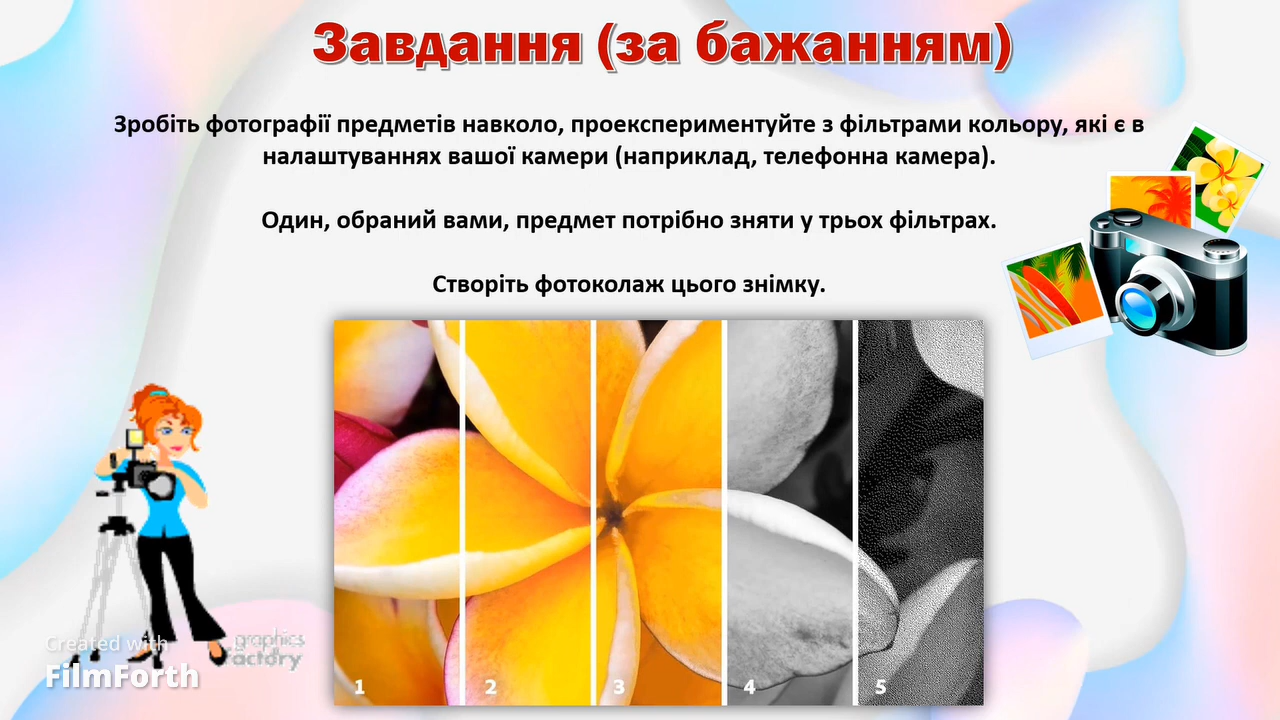 Завдання (за бажанням)
Зробіть фотографії предметів навколо, проекспериментуйте з фільтрами кольору, які є в
налаштуваннях вашої камери (наприклад, телефонна камера).
Один, обраний вами, предмет потрібно зняти у трьох фільтрах.
Створіть фотоколаж цього знімку.
1 2 3 4 5
Created with
FilmForth
graphics
factory